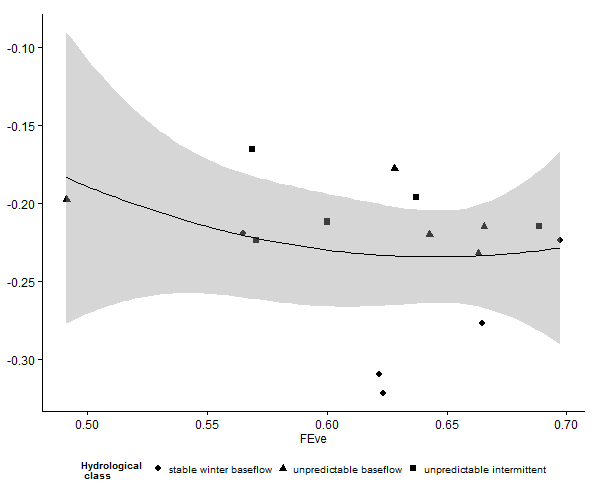 -0.10
-0.15
-0.20
-0.25
-0.30
0.50 0.55 0.60 0.65 0.70
FEve
Hydrological
class
stable winter baseflow unpredictable baseflow unpredictable intermittent